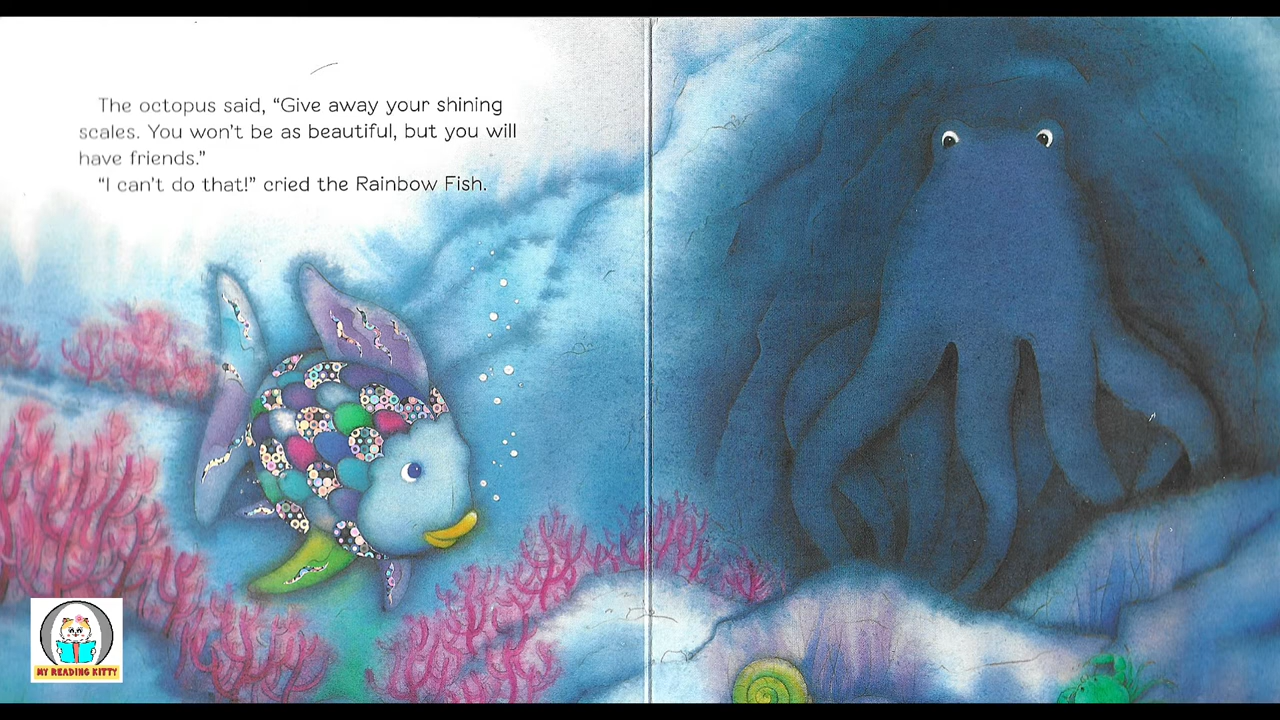 The octopus said, “Give away your shining
scales. You won’t be as beautiful, but you will
have friends.”
“I can’t do that!” cried the Rainbow Fish.
MY READING KITTY